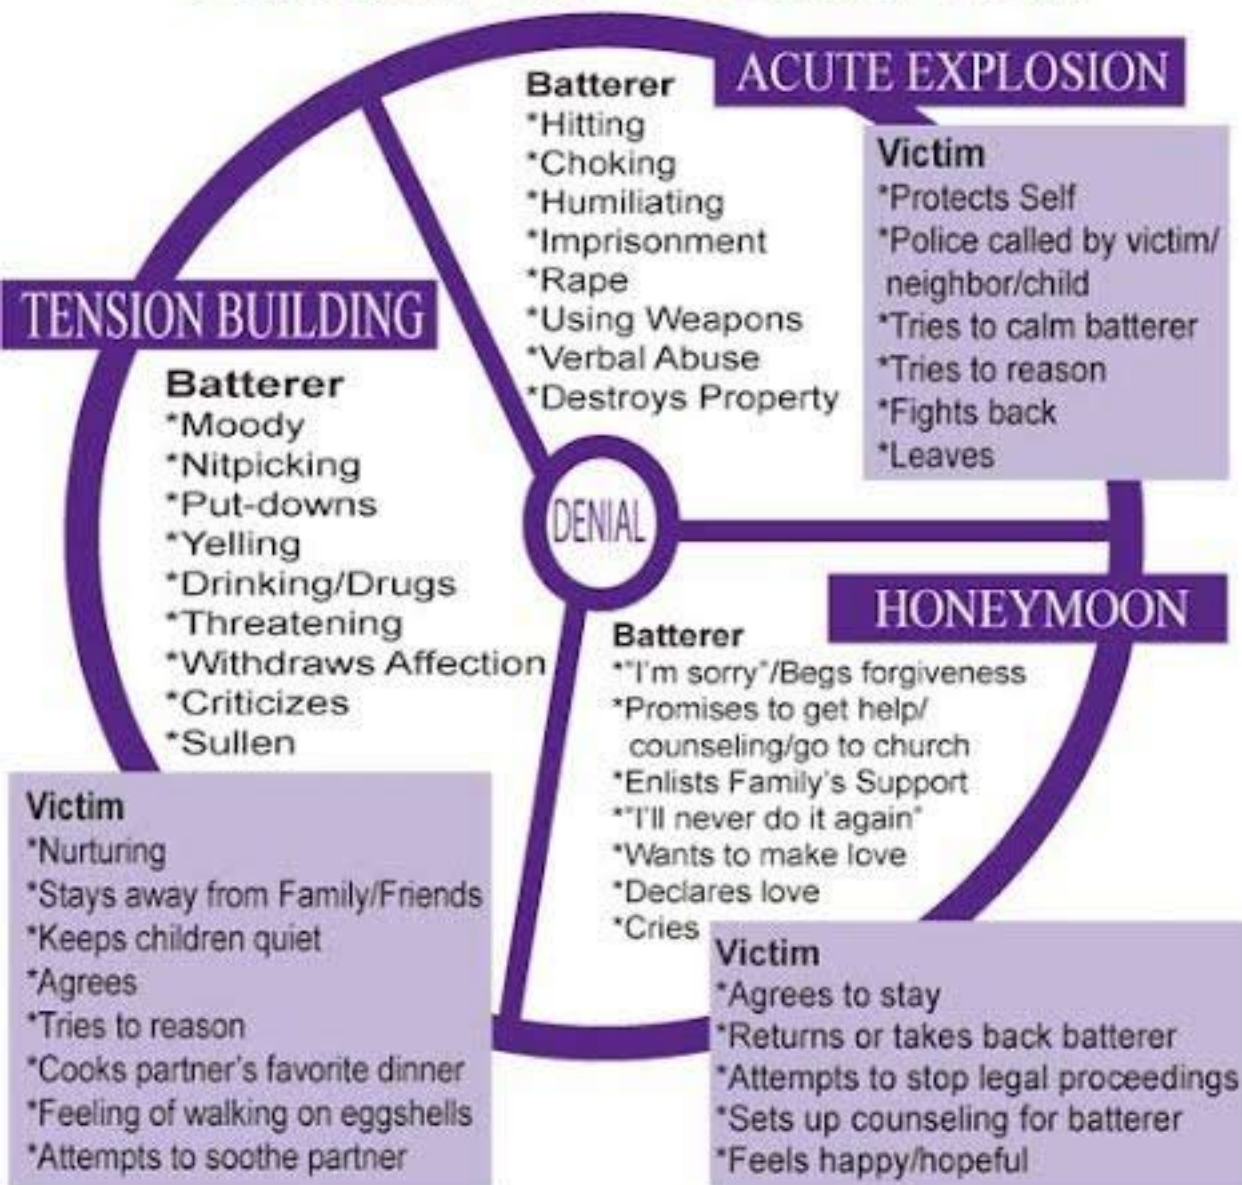 ACUTE EXPLOSION
Batterer
*Hitting
*Choking
*Humiliating
*Imprisonment
*Rape
*Using Weapons
*Verbal Abuse
*Destroys Property
Victim
*Protects Self
*Police called by victim/
neighbor/child
*Tries to calm batterer
*Tries to reason
*Fights back
*Leaves
TENSION BUILDING
Batterer
*Moody
*Nitpicking
*Put-downs
*Yelling
*Drinking/Drugs
*Threatening
*Withdraws Affection
*Criticizes
*Sullen
Victim
*Nurturing
*Stays away from Family/Friends
*Keeps children quiet
*Agrees
*Tries to reason
*Cooks partner's favorite dinner
*Feeling of walking on eggshells
*Attempts to soothe partner
DENIAL
HONEYMOON
Batterer
*"I'm sorry"/Begs forgiveness
*Promises to get help/
counseling/go to church
*Enlists Family's Support
*"I'll never do it again"
*Wants to make love
*Declares love
*Cries
Victim
*Agrees to stay
*Returns or takes back batterer
*Attempts to stop legal proceedings
*Sets up counseling for batterer
*Feels happy/hopeful